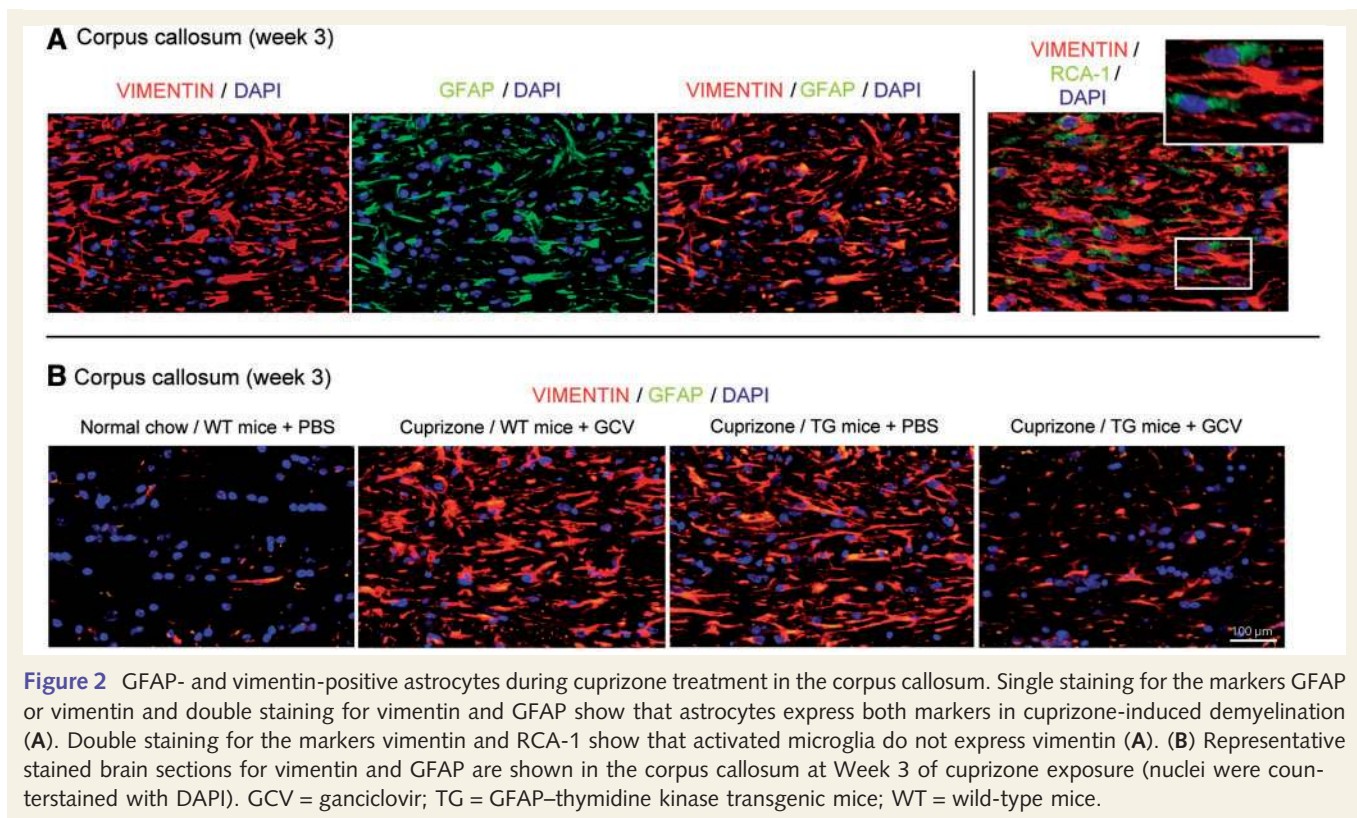 A Corpus callosum (week 3)
VIMENTIN / DAPI
GFAP / DAPI
VIMENTIN / GFAP / DAPI
VIMENTIN /
RCA-1 /
DAPI
B Corpus callosum (week 3)
VIMENTIN / GFAP / DAPI
Normal chow / WT mice + PBS
Cuprizone / WT mice + GCV
Cuprizone / TG mice + PBS
Cuprizone / TG mice + GCV
100 µm
Figure 2 GFAP- and vimentin-positive astrocytes during cuprizone treatment in the corpus callosum. Single staining for the markers GFAP
or vimentin and double staining for vimentin and GFAP show that astrocytes express both markers in cuprizone-induced demyelination
(A). Double staining for the markers vimentin and RCA-1 show that activated microglia do not express vimentin (A). (B) Representative
stained brain sections for vimentin and GFAP are shown in the corpus callosum at Week 3 of cuprizone exposure (nuclei were coun-
terstained with DAPI). GCV = ganciclovir; TG = GFAP–thymidine kinase transgenic mice; WT = wild-type mice.